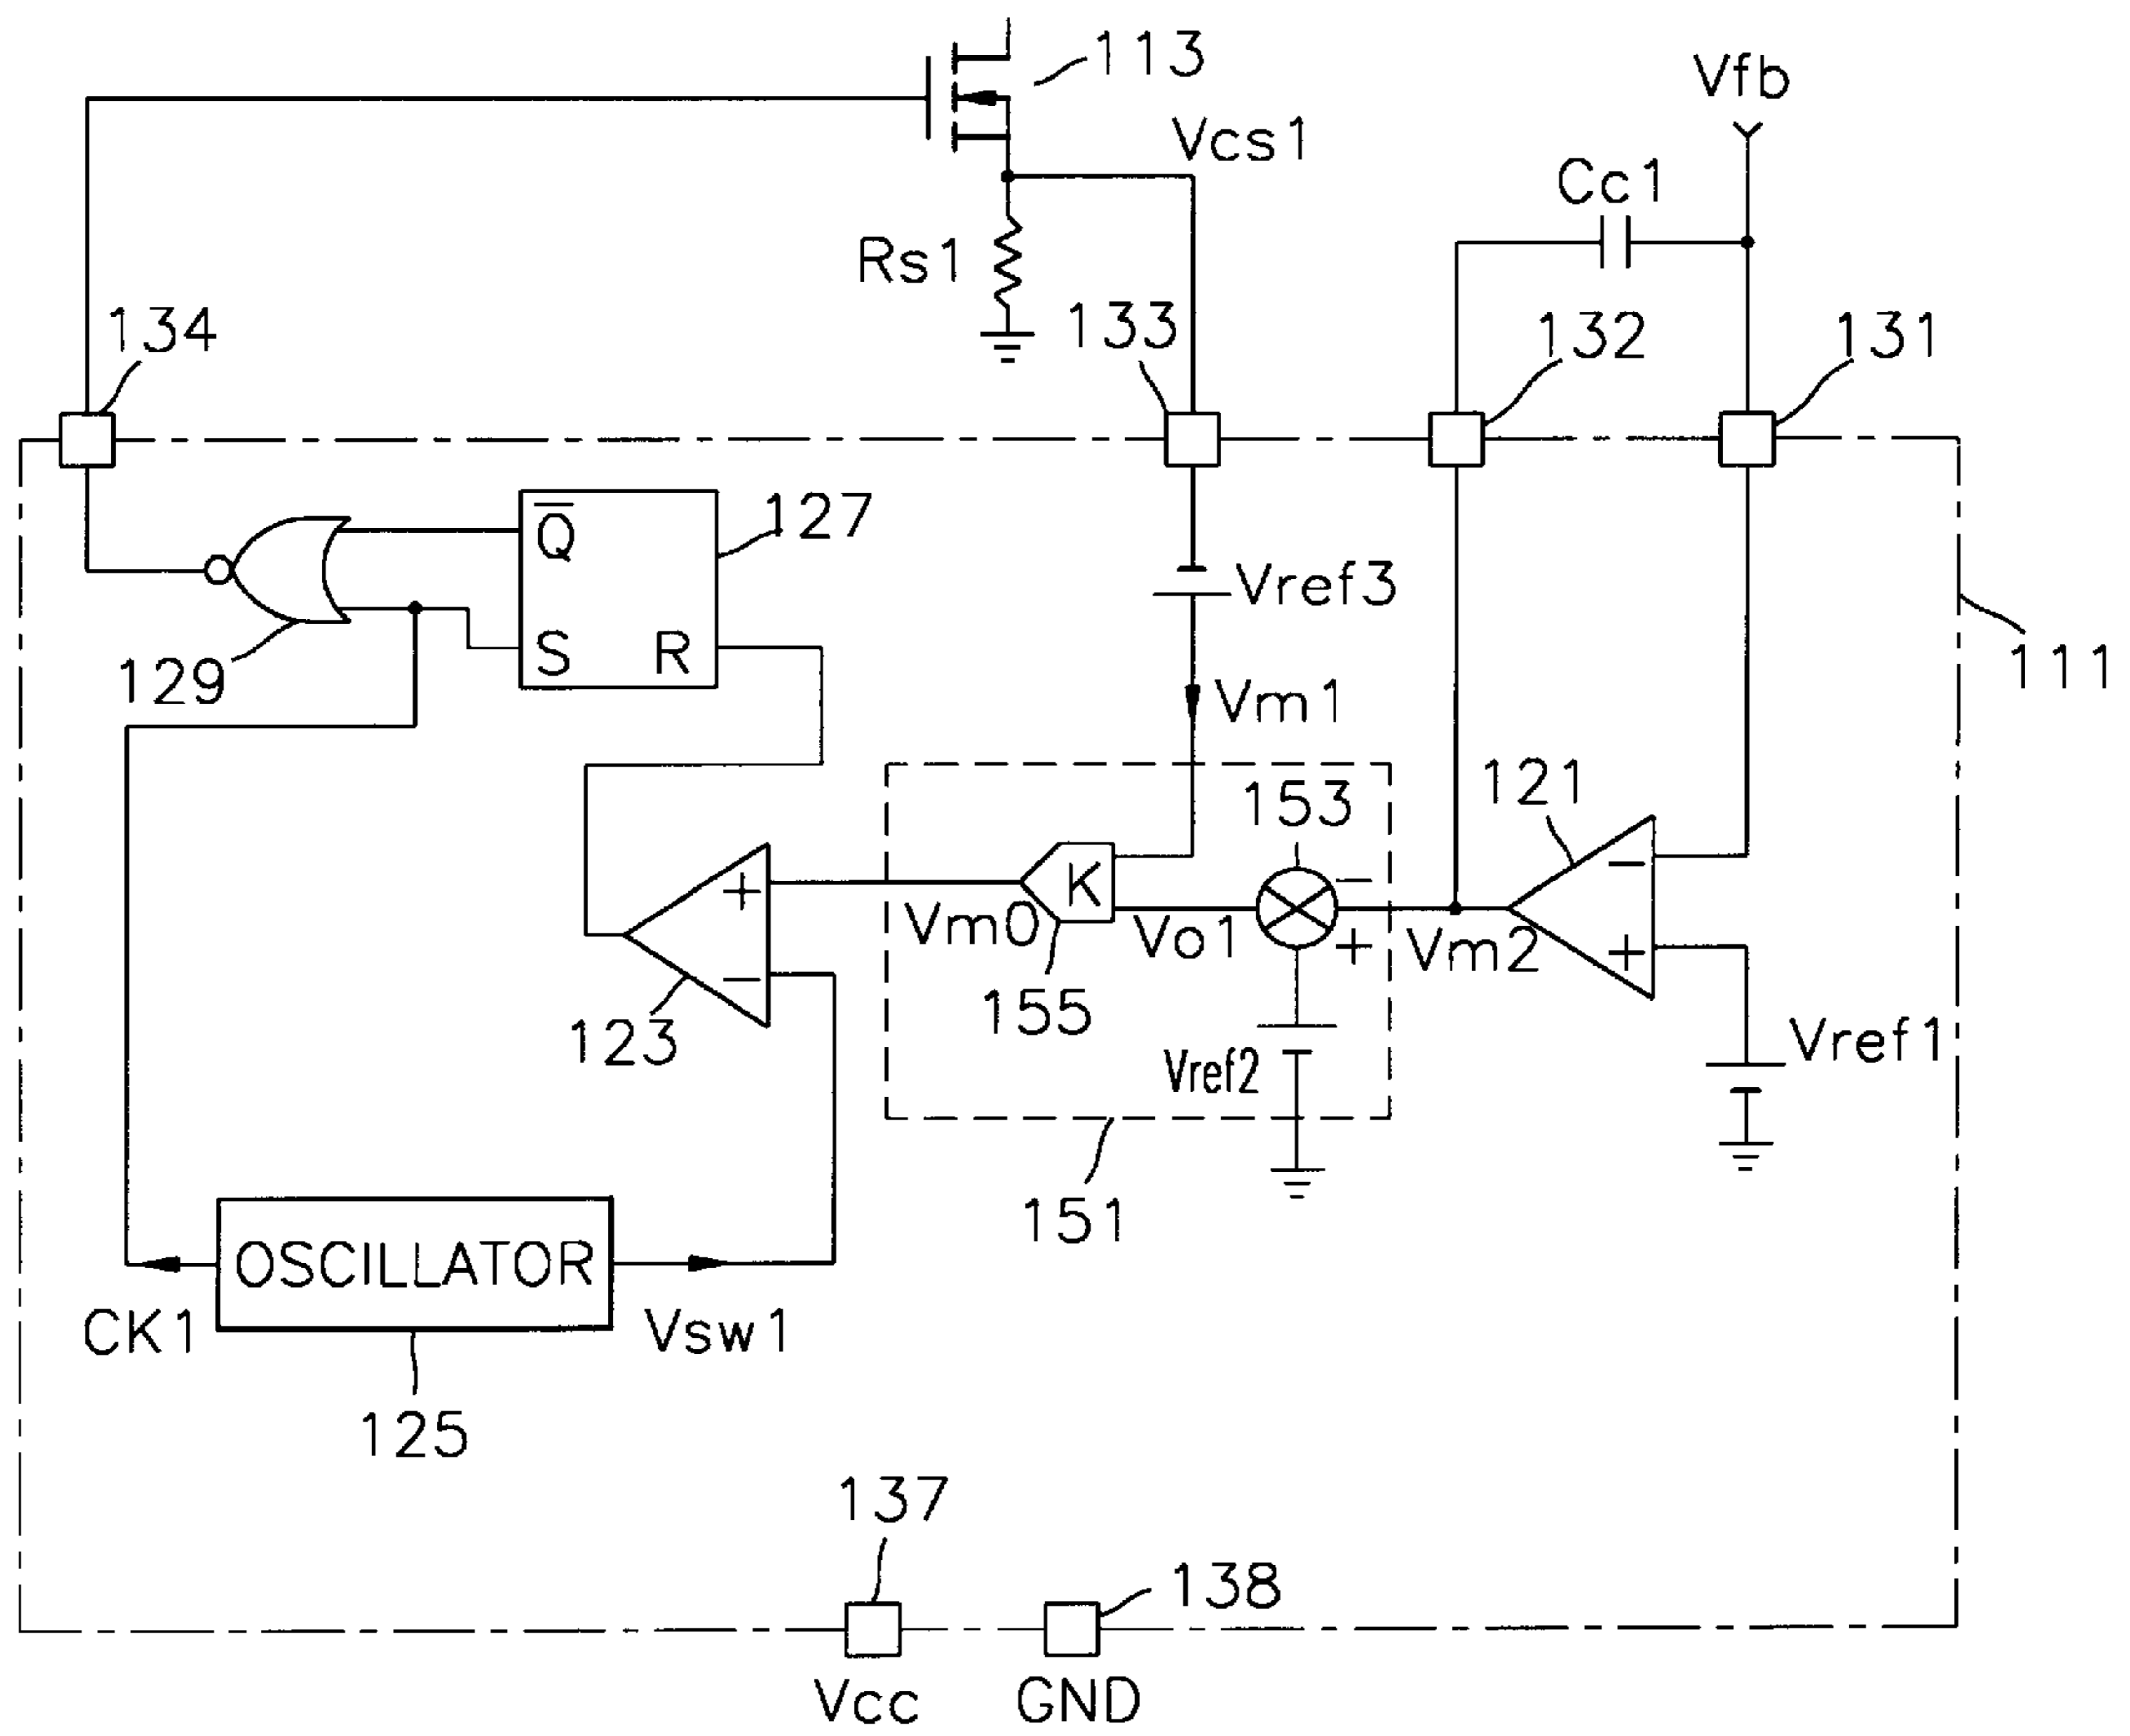 113
Vfb
Vcs1
Cc1
Rs1
134
133
132
131
Q̅
127
Vref3
S R
129
111
Vm1
121
153
−
K
−
+
Vm0
Vo1
+
Vm2
+
−
155
123
Vref1
Vref2
151
OSCILLATOR
CK1
Vsw1
125
137
138
Vcc
GND